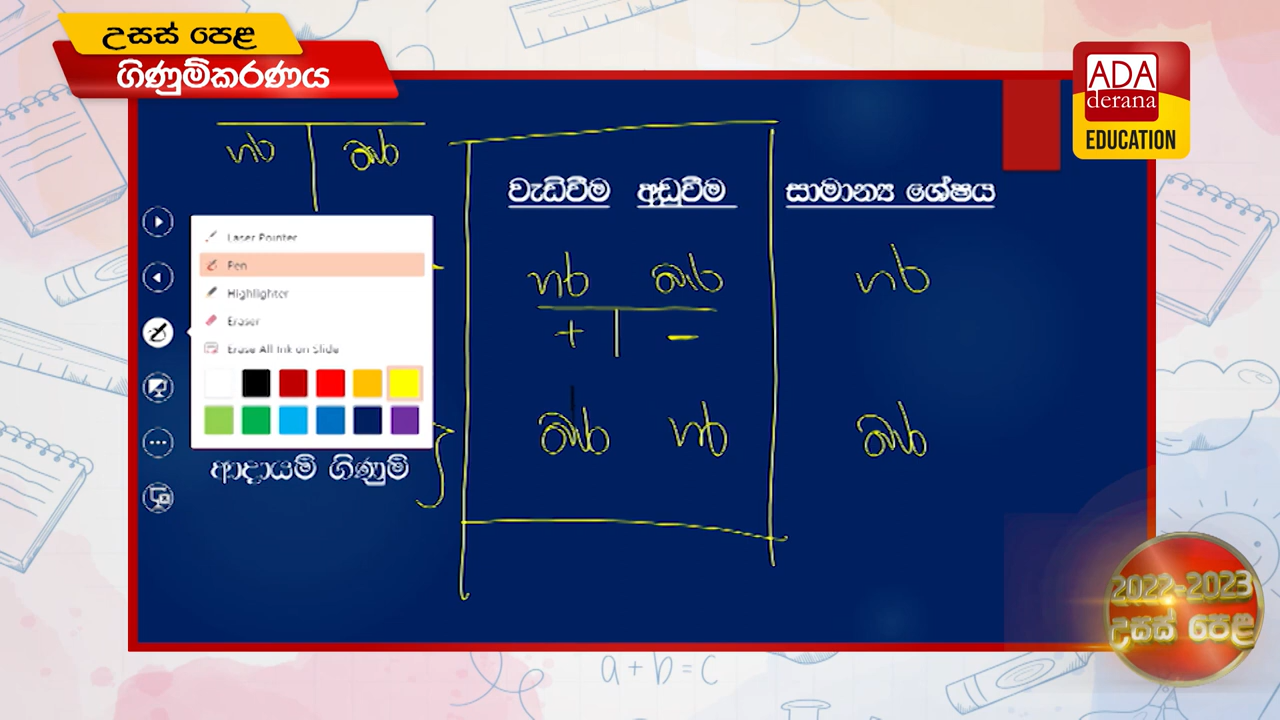 උසස් පෙළ
ගිණුම්කරණය
ADA
derana
EDUCATION
හර බැර
වැඩිවීම අඩුවීම සාමාන්‍ය ශේෂය
Laser Pointer
Pen
Highlighter
Eraser
Erase All Ink on Slide
හර බැර හර
+ -
බැර හර බැර
ආදායම් ගිණුම්
2022-2023
උසස් පෙළ
a+b=c